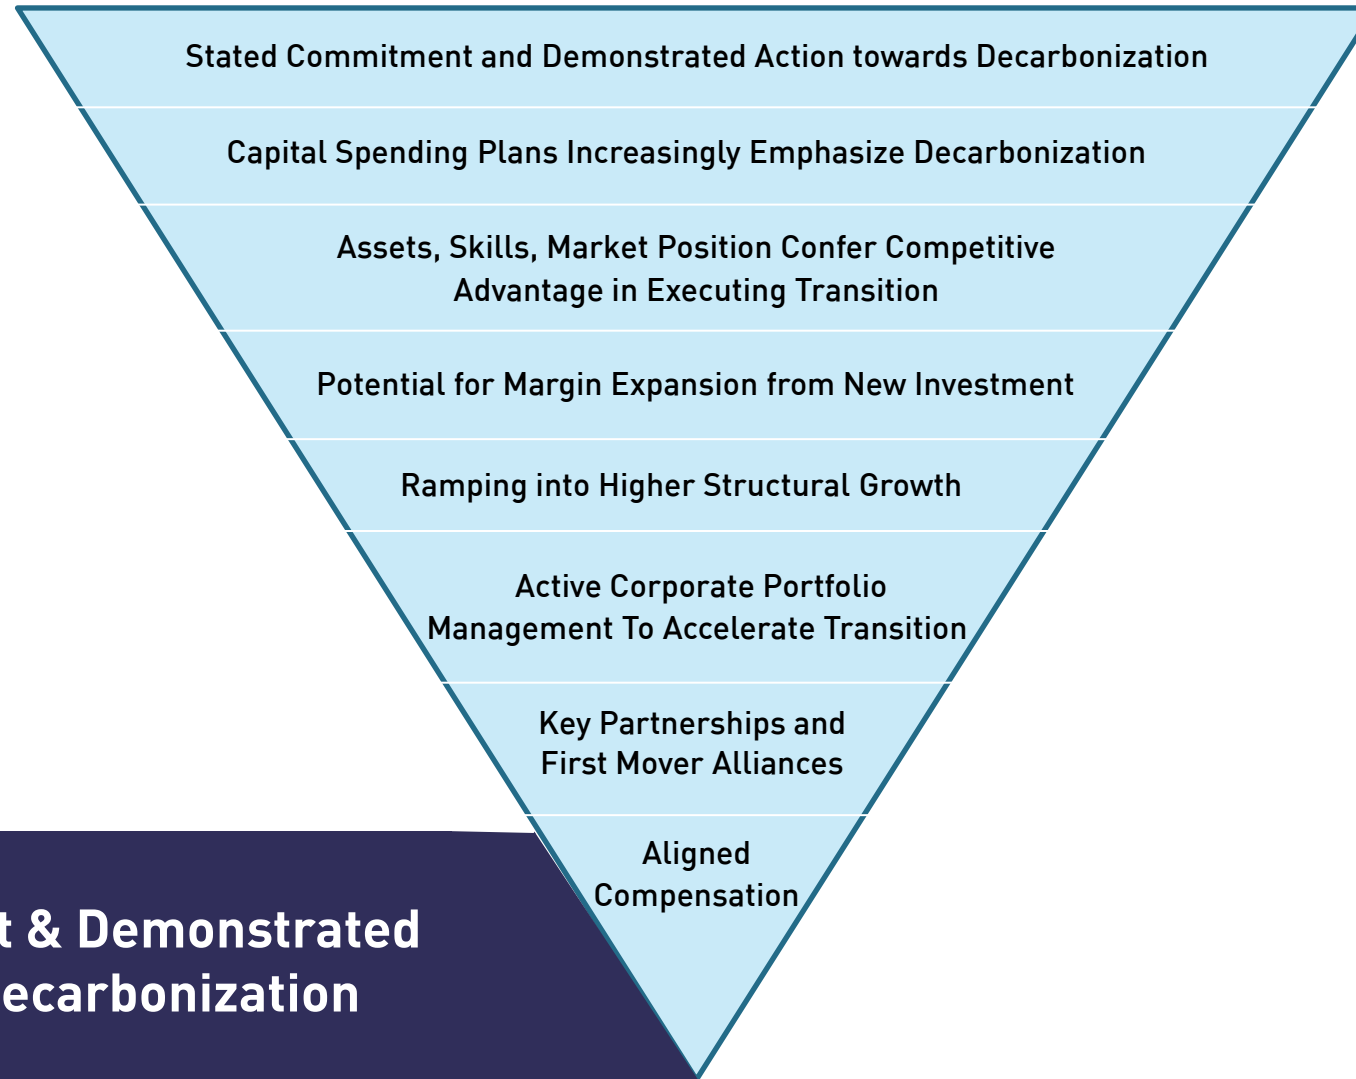 Stated Commitment and Demonstrated Action towards Decarbonization
Capital Spending Plans Increasingly Emphasize Decarbonization
Assets, Skills, Market Position Confer Competitive
Advantage in Executing Transition
Potential for Margin Expansion from New Investment
Ramping into Higher Structural Growth
Active Corporate Portfolio
Management To Accelerate Transition
Key Partnerships and
First Mover Alliances
Aligned
Compensation
t & Demonstrated
ecarbonization